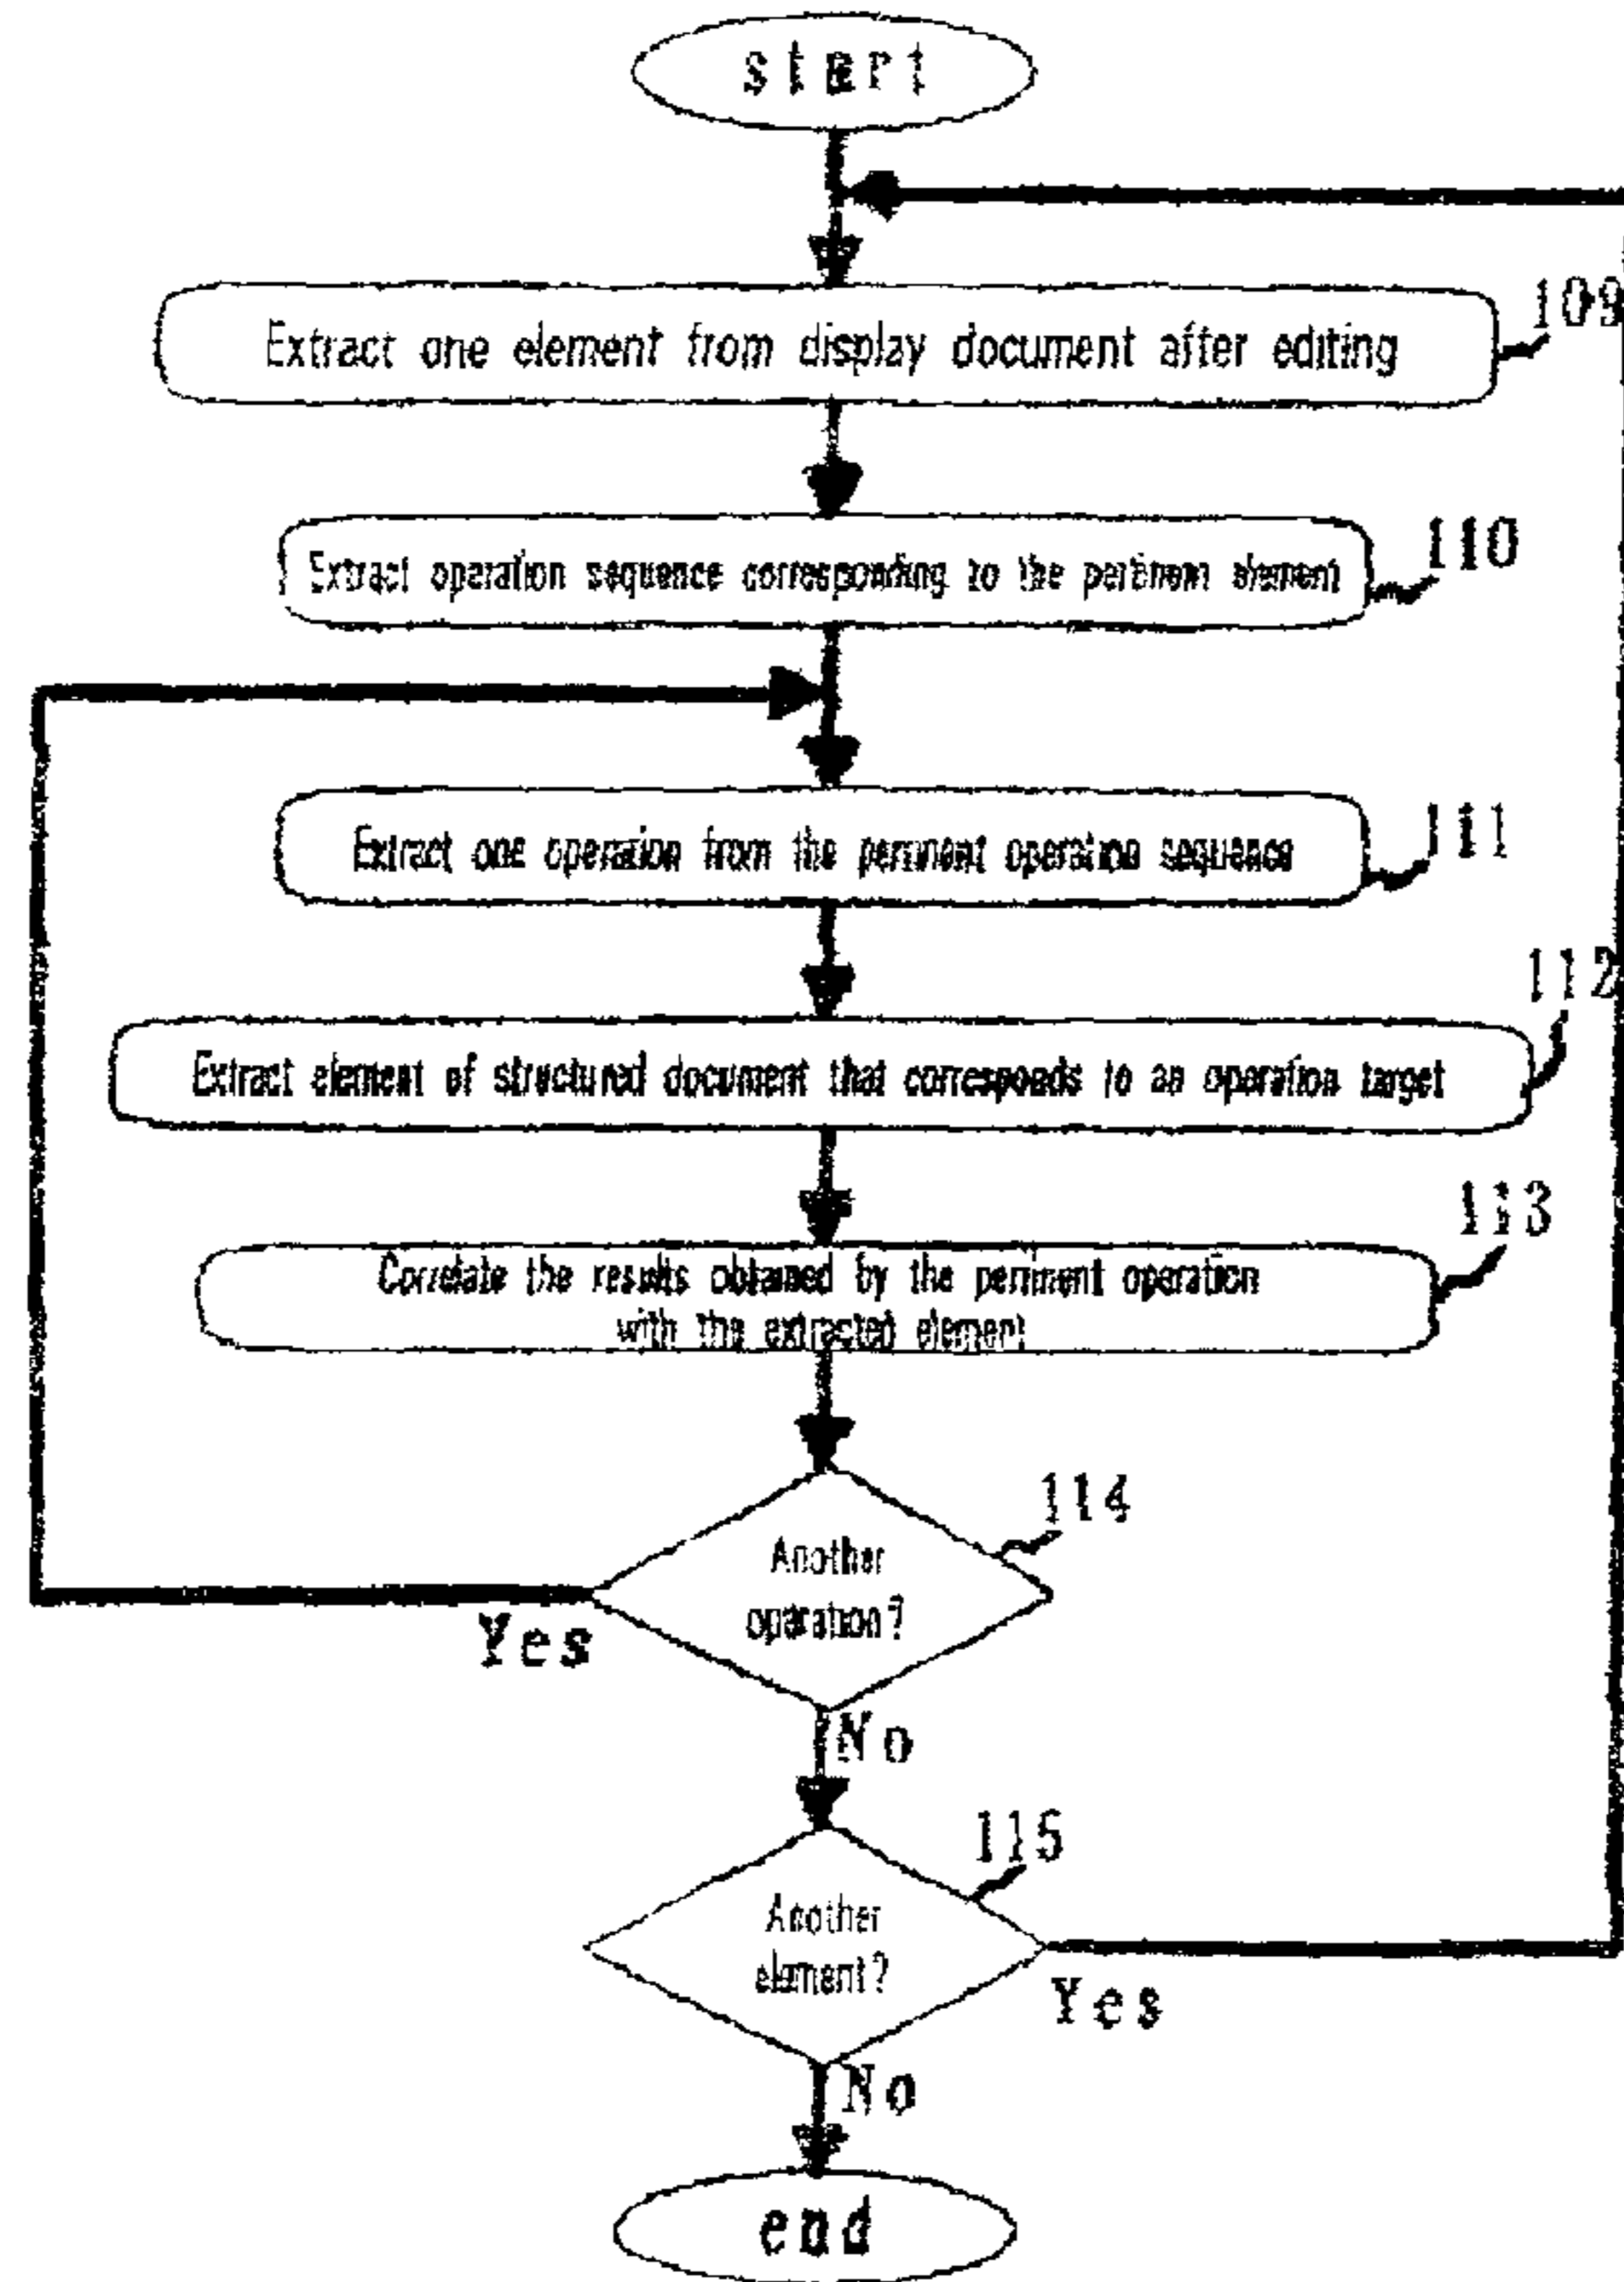 start
109
Extract one element from display document after editing
110
Extract operation sequence corresponding to the pertinent element
111
Extract one operation from the pertinent operation sequence
112
Extract element of structured document that corresponds to an operation target
113
Correlate the results obtained by the pertinent operation
with the extracted element
114
Another
operation?
Yes
No
115
Another
element?
Yes
No
end